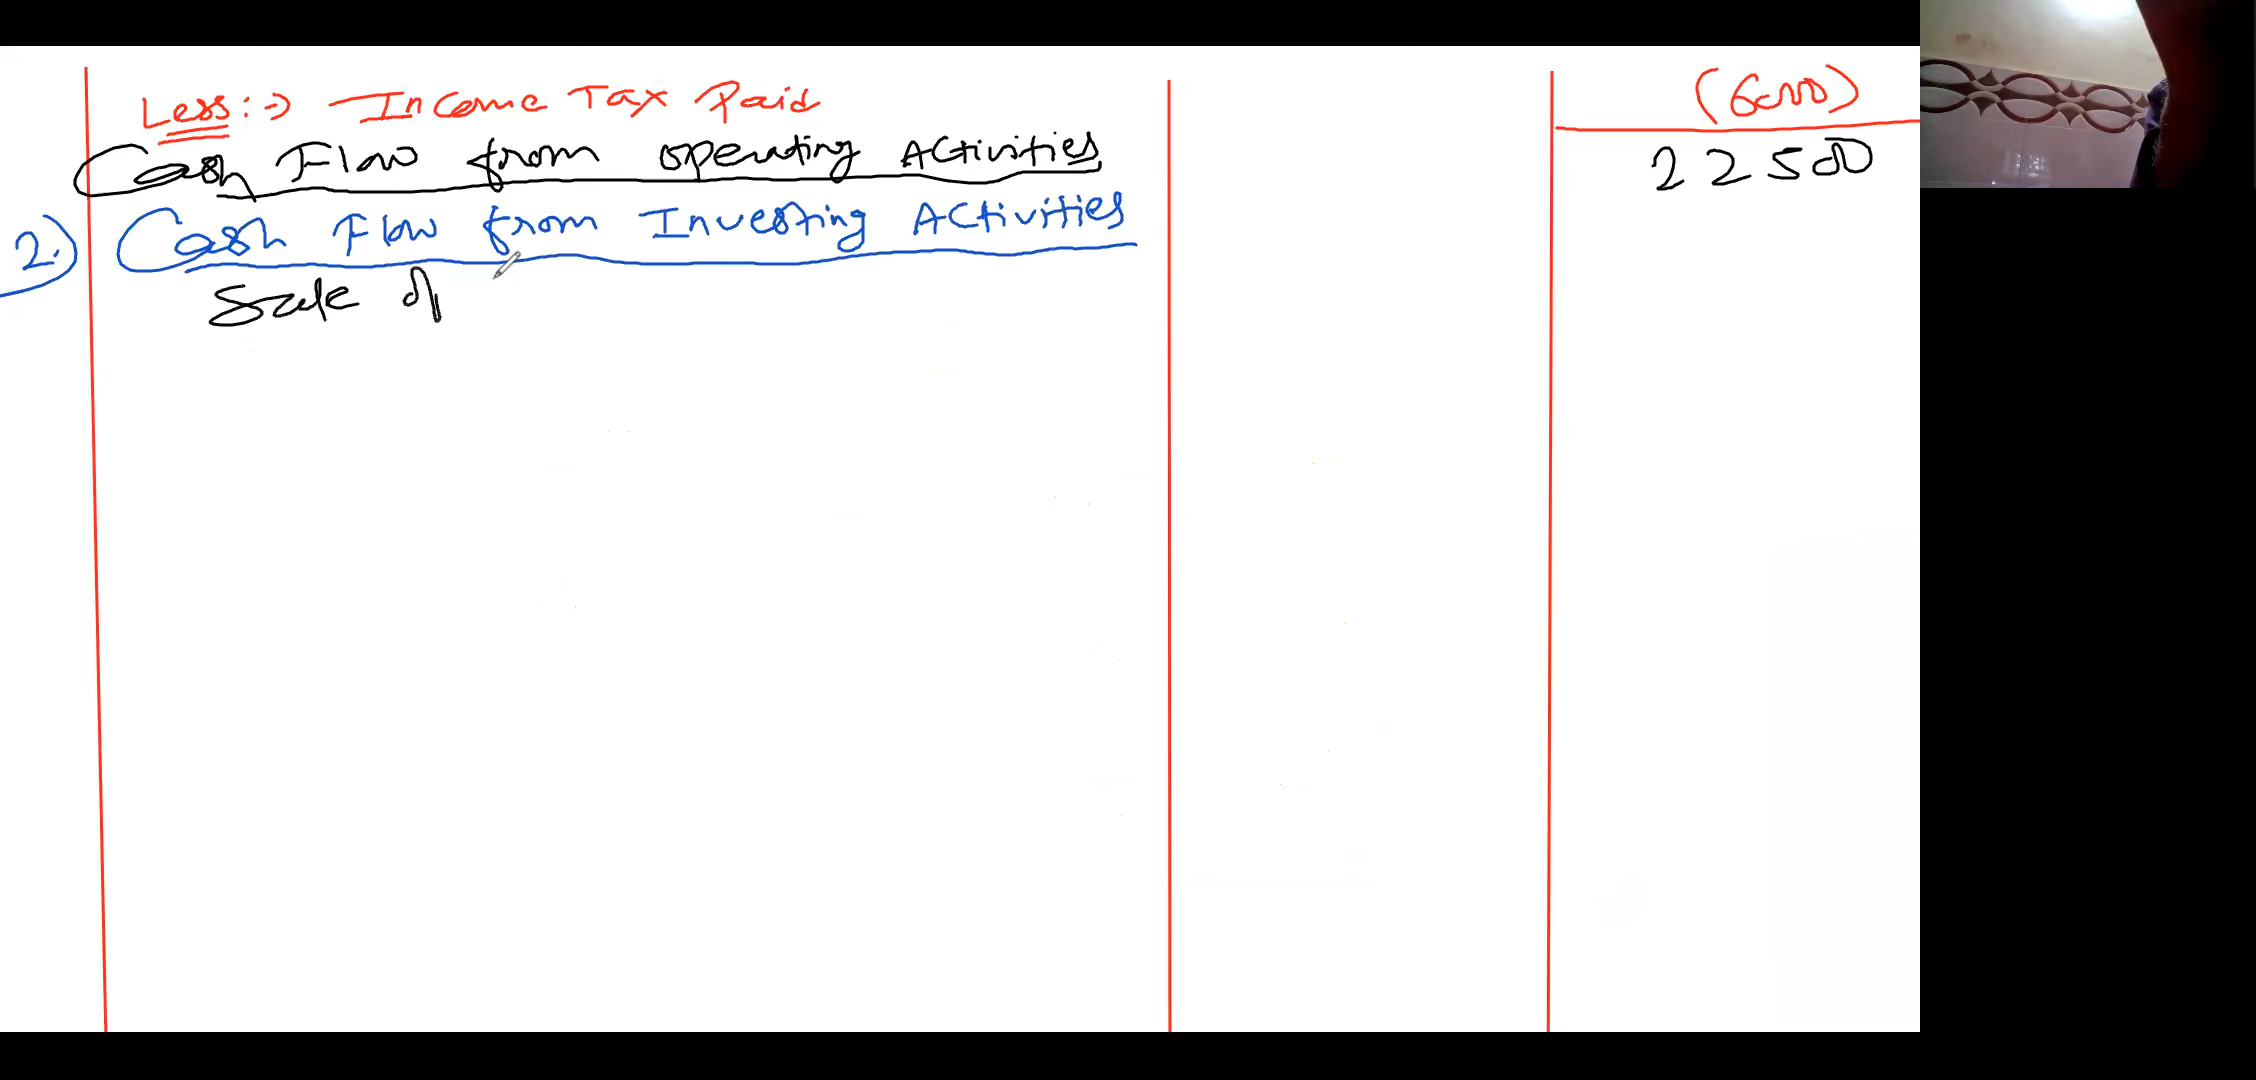 Less :→ Income Tax Paid (6000)
Cash Flow from operating Activities 22500
2.) Cash Flow from Investing Activities
Sale of